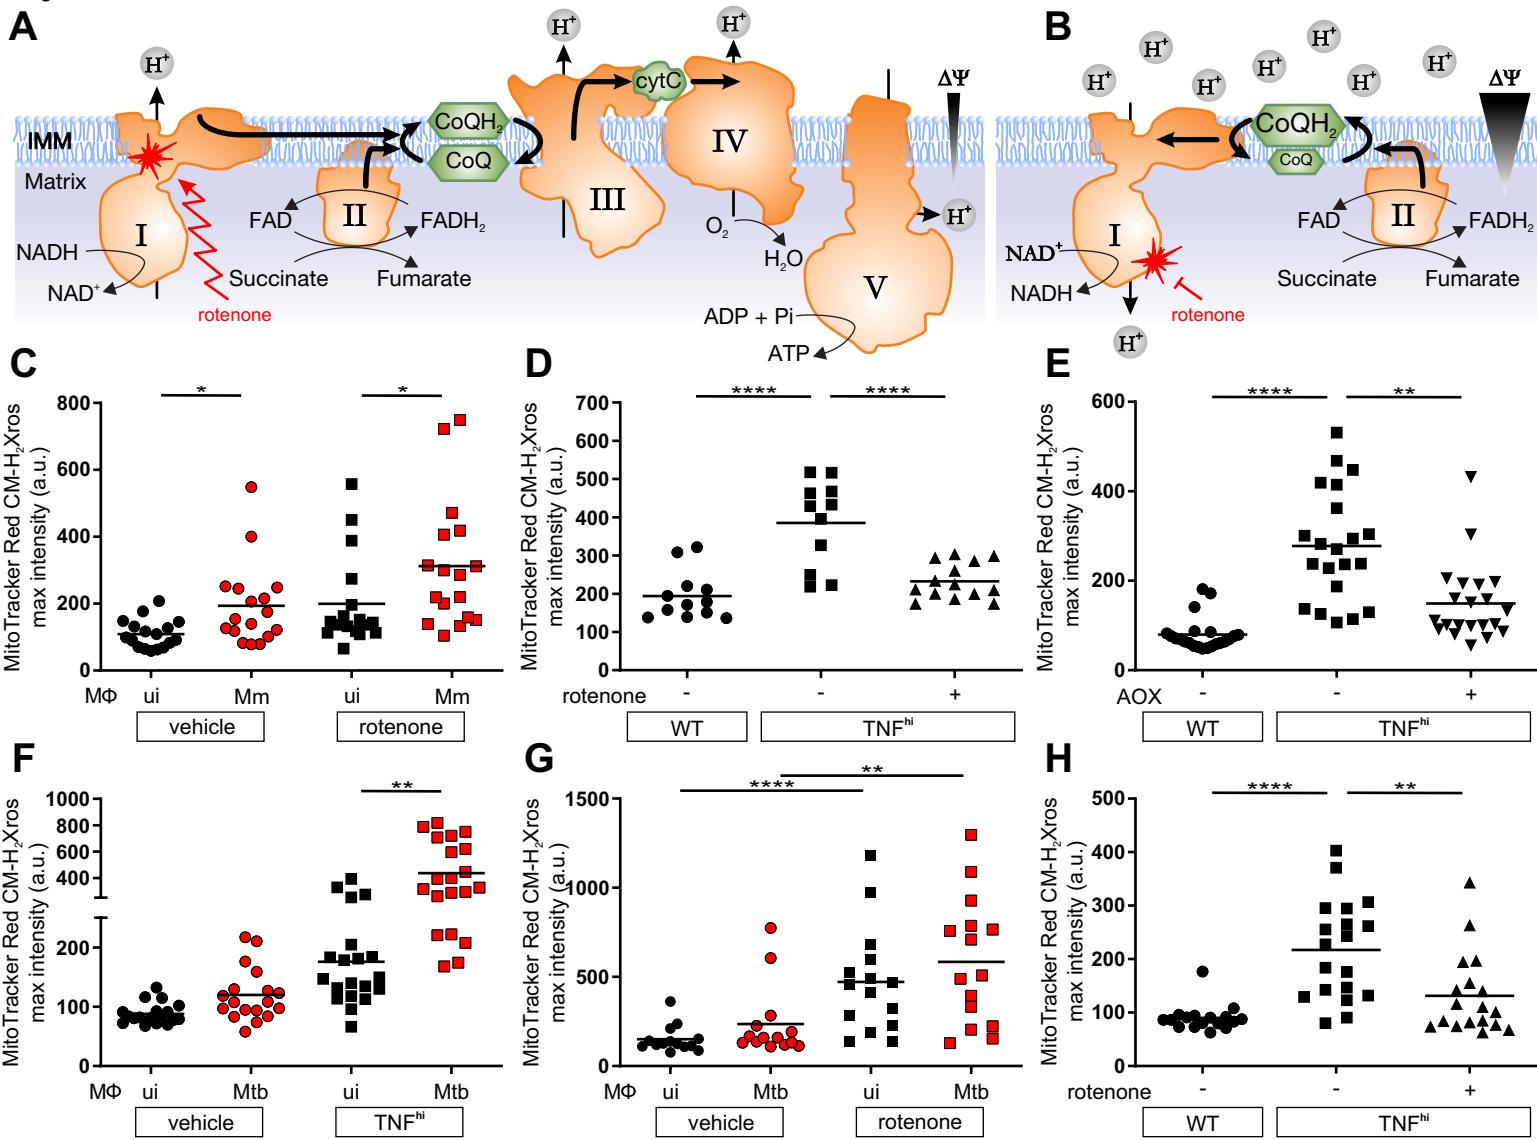 A
B
H⁺
H⁺
H⁺
H⁺
H⁺
H⁺
H⁺
H⁺
H⁺
H⁺
cytC
ΔΨ
ΔΨ
IMM
CoQH₂
CoQ
IV
CoQH₂
CoQ
Matrix
III
H⁺
I
FAD
II
FADH₂
O₂
H₂O
NADH
NAD⁺
Succinate
Fumarate
rotenone
V
ADP + Pi
ATP
I
NAD⁺
NADH
FAD
II
FADH₂
Succinate
Fumarate
rotenone
H⁺
C
* *
MitoTracker Red CM-H₂Xros
max intensity (a.u.)
800
600
400
200
0
MΦ ui Mm ui Mm
vehicle rotenone
D
**** ****
MitoTracker Red CM-H₂Xros
max intensity (a.u.)
700
600
500
400
300
200
100
0
rotenone - - +
WT TNFʰⁱ
E
**** **
MitoTracker Red CM-H₂Xros
max intensity (a.u.)
600
400
200
0
AOX - - +
WT TNFʰⁱ
F
**
MitoTracker Red CM-H₂Xros
max intensity (a.u.)
1000
800
600
400
200
100
0
MΦ ui Mtb ui Mtb
vehicle TNFʰⁱ
G
**
****
MitoTracker Red CM-H₂Xros
max intensity (a.u.)
1500
1000
500
0
MΦ ui Mtb ui Mtb
vehicle rotenone
H
**** **
MitoTracker Red CM-H₂Xros
max intensity (a.u.)
500
400
300
200
100
0
rotenone - - +
WT TNFʰⁱ